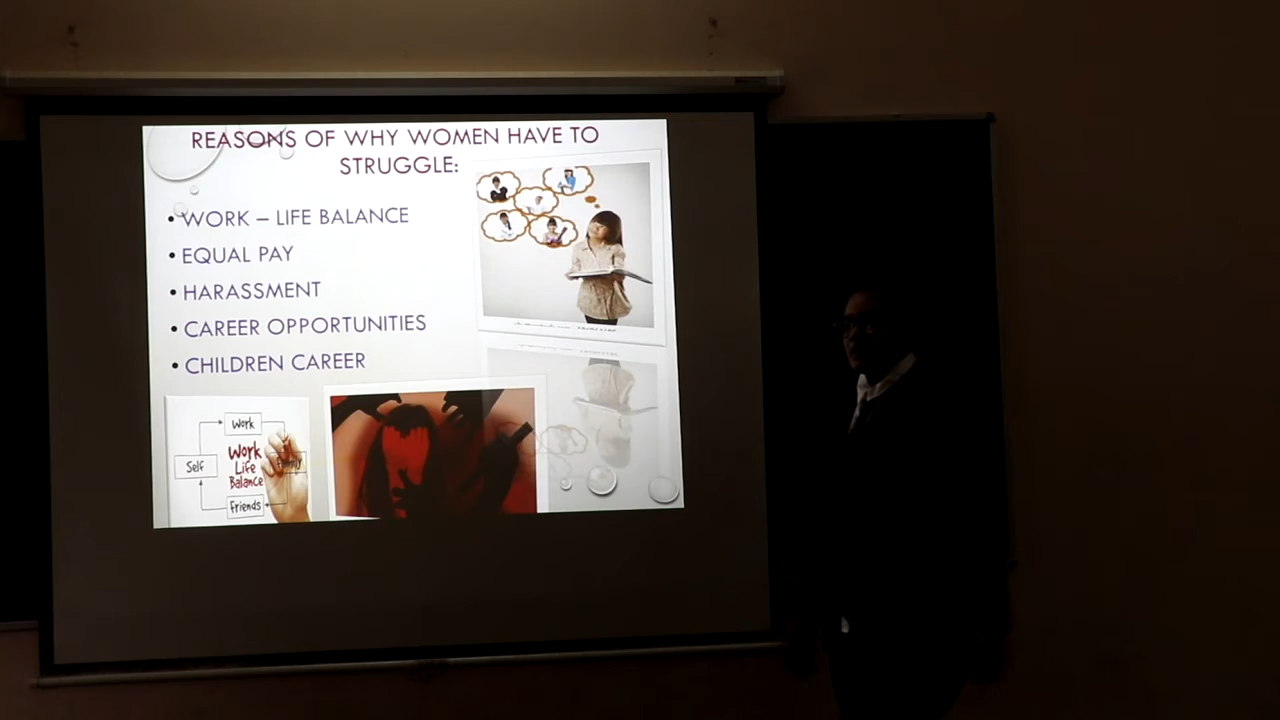 REASONS OF WHY WOMEN HAVE TO
STRUGGLE:
• WORK – LIFE BALANCE
• EQUAL PAY
• HARASSMENT
• CAREER OPPORTUNITIES
• CHILDREN CAREER
Work
Work
Life
Balance
Self
Family
Friends